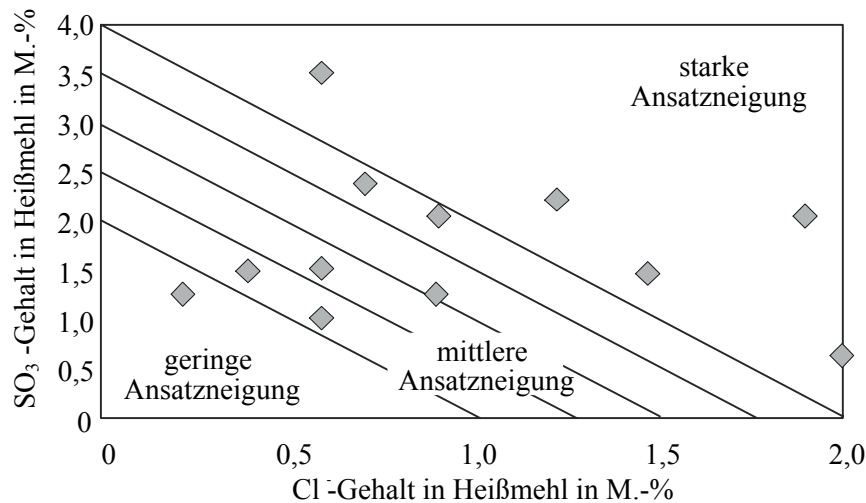 4,0
3,5
3,0
2,5
2,0
1,5
1,0
0,5
0
SO₃ -Gehalt in Heißmehl in M.-%
starke
Ansatzneigung
geringe
Ansatzneigung
mittlere
Ansatzneigung
0
0,5
1,0
1,5
2,0
Cl⁻-Gehalt in Heißmehl in M.-%